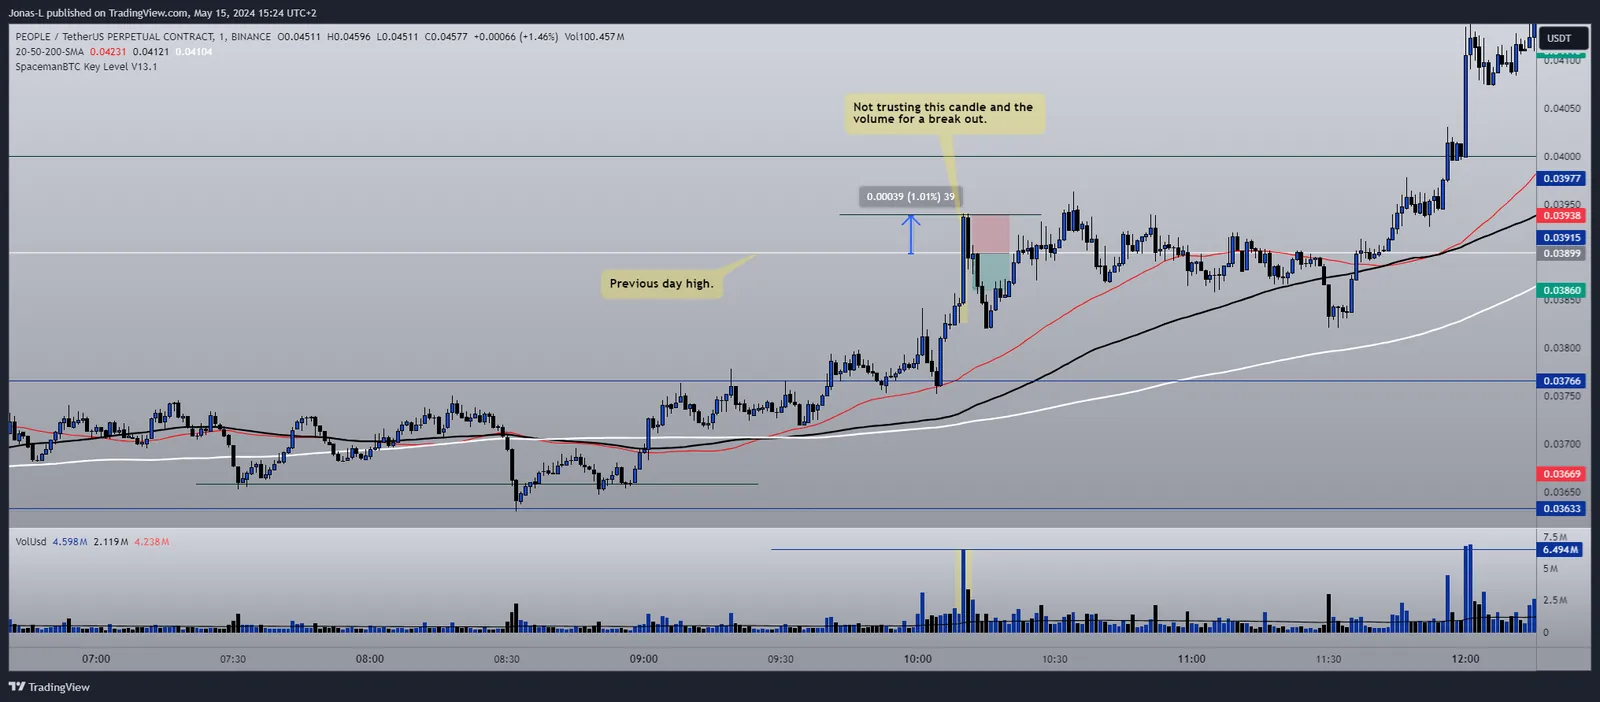 Jonas-L published on TradingView.com, May 15, 2024 15:24 UTC+2
PEOPLE / TetherUS PERPETUAL CONTRACT, 1, BINANCE O0.04511 H0.04596 L0.04511 C0.04577 +0.00066 (+1.46%) Vol100.457M
20-50-200-SMA 0.04231 0.04121 0.04104
SpacemanBTC Key Level V13.1
USDT
0.04100
Not trusting this candle and the
volume for a break out.
0.04050
0.04000
0.03977
0.00039 (1.01%) 39
0.03950
0.03938
0.03915
0.03899
Previous day high.
0.03860
0.03850
0.03800
0.03766
0.03750
0.03700
0.03669
0.03650
0.03633
VolUsd 4.598M 2.119M 4.238M
7.5M
6.494M
5M
2.5M
0
07:00 07:30 08:00 08:30 09:00 09:30 10:00 10:30 11:00 11:30 12:00
TradingView